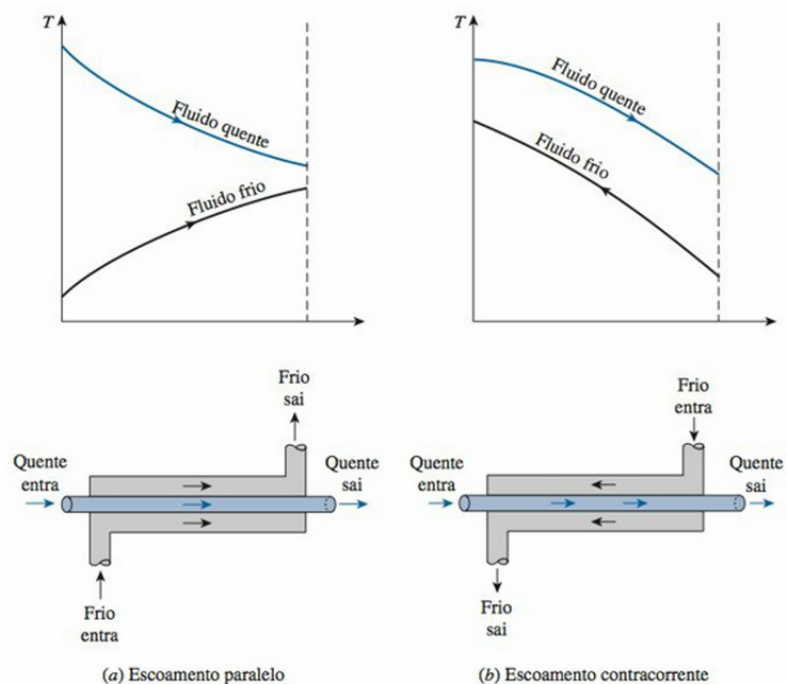 T
Fluido quente
Fluido frio
T
Fluido quente
Fluido frio
Frio
sai
Quente
entra
Quente
sai
Frio
entra
(a) Escoamento paralelo
Frio
entra
Quente
entra
Quente
sai
Frio
sai
(b) Escoamento contracorrente